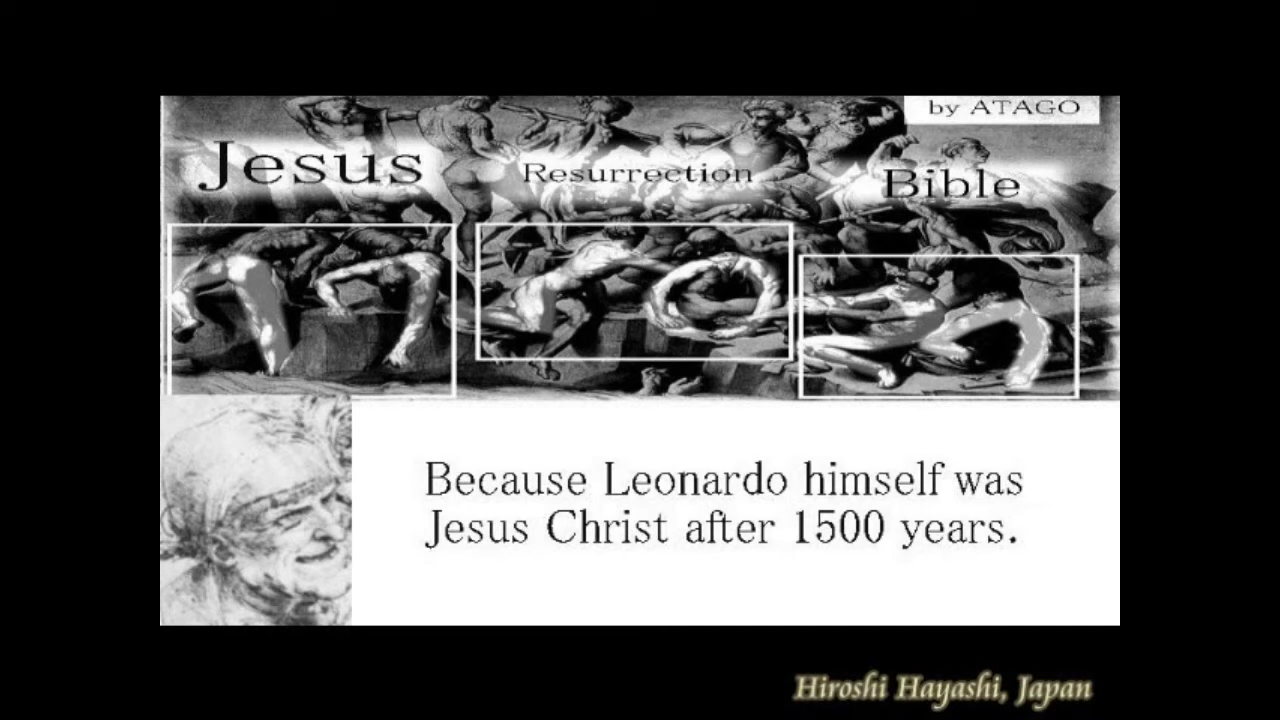 by ATAGO
Jesus
Resurrection
Bible
Because Leonardo himself was
Jesus Christ after 1500 years.
Hiroshi Hayashi, Japan